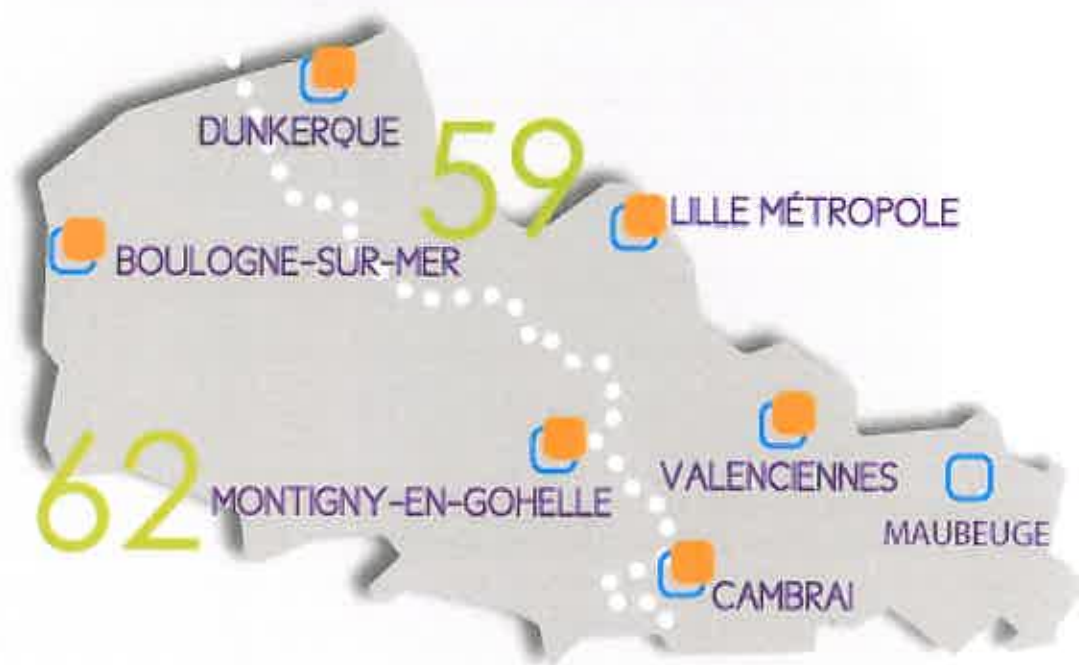 DUNKERQUE
59
LILLE MÉTROPOLE
BOULOGNE-SUR-MER
62
MONTIGNY-EN-GOHELLE
VALENCIENNES
MAUBEUGE
CAMBRAI